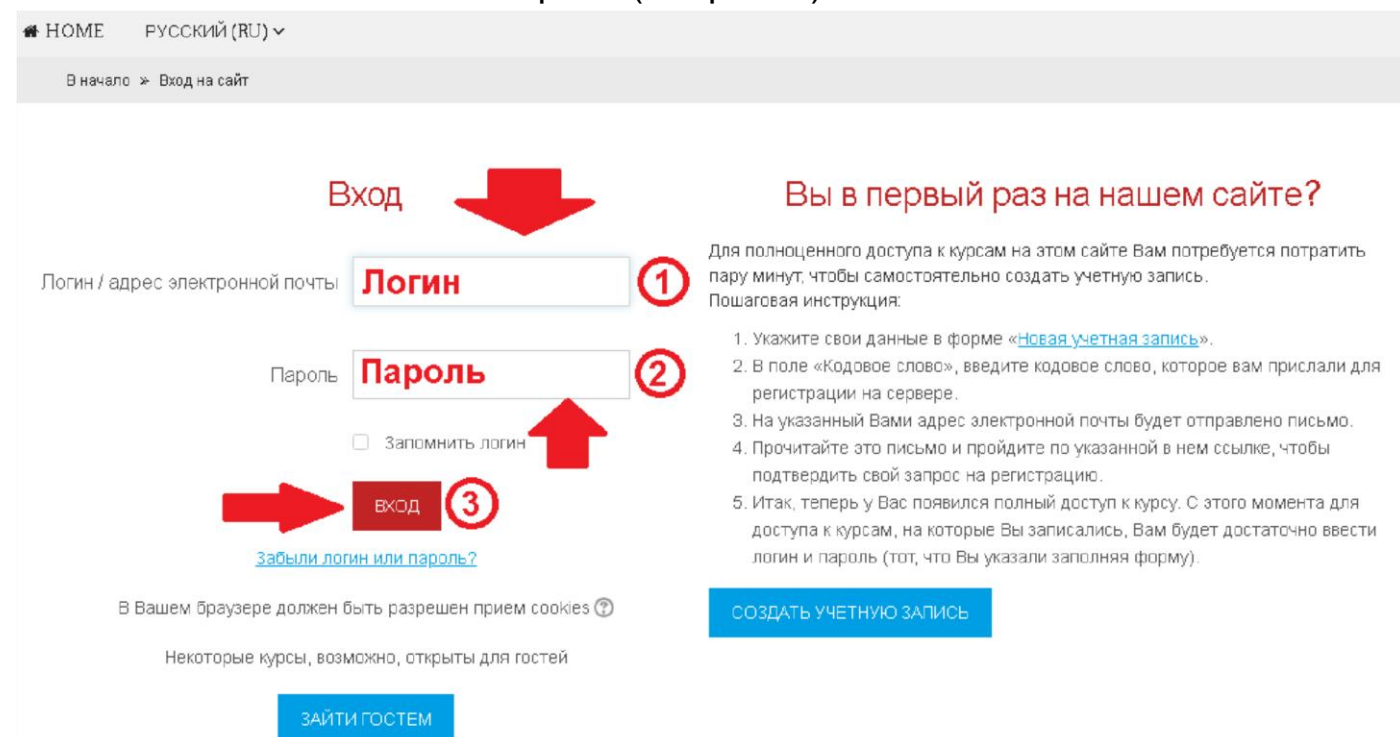 HOME РУССКИЙ (RU)
В начало » Вход на сайт
Вход
Логин / адрес электронной почты Логин 1
Пароль Пароль 2
Запомнить логин
ВХОД 3
Забыли логин или пароль?
В Вашем браузере должен быть разрешен прием cookies ?
Некоторые курсы, возможно, открыты для гостей
ЗАЙТИ ГОСТЕМ
Вы в первый раз на нашем сайте?
Для полноценного доступа к курсам на этом сайте Вам потребуется потратить
пару минут, чтобы самостоятельно создать учетную запись.
Пошаговая инструкция:
1. Укажите свои данные в форме «Новая учетная запись».
2. В поле «Кодовое слово», введите кодовое слово, которое вам прислали для
регистрации на сервере.
3. На указанный Вами адрес электронной почты будет отправлено письмо.
4. Прочитайте это письмо и пройдите по указанной в нем ссылке, чтобы
подтвердить свой запрос на регистрацию.
5. Итак, теперь у Вас появился полный доступ к курсу. С этого момента для
доступа к курсам, на которые Вы записались, Вам будет достаточно ввести
логин и пароль (тот, что Вы указали заполняя форму).
СОЗДАТЬ УЧЕТНУЮ ЗАПИСЬ